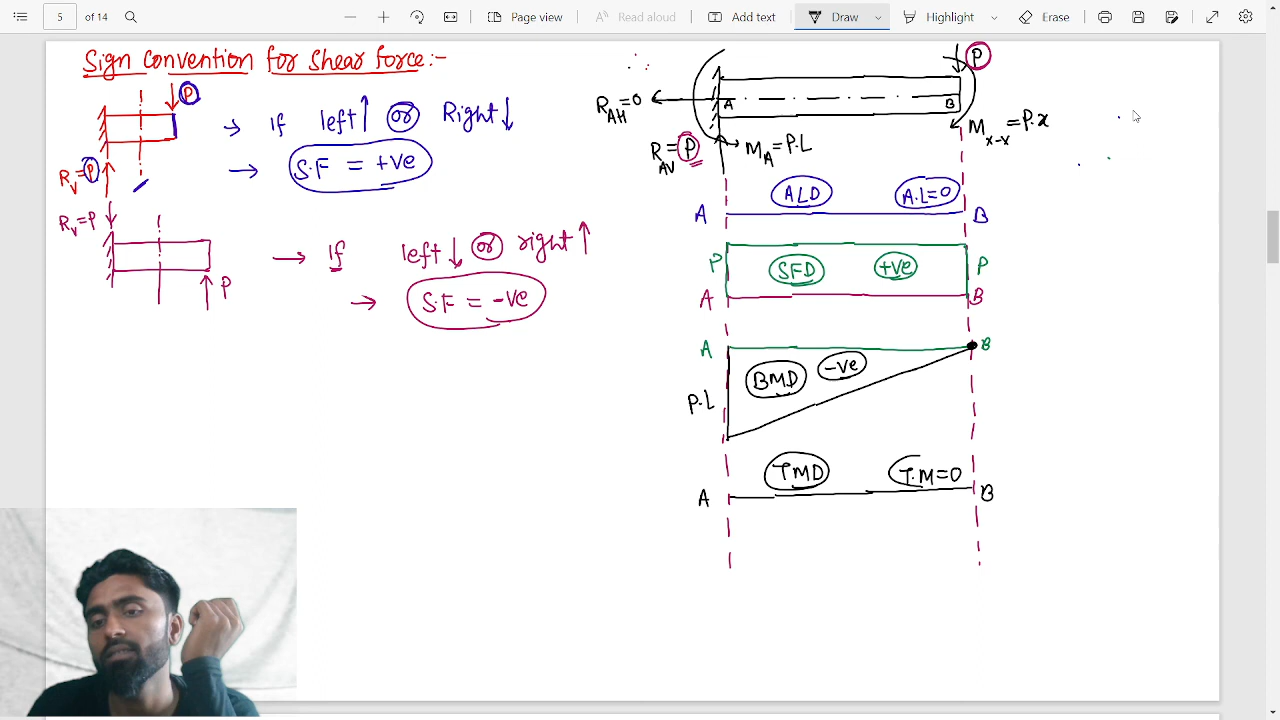 5 of 14
Page view
Read aloud
Add text
Draw
Highlight
Erase
Sign convention for shear force:-
P
→ If left↑ or Right↓
→ S.F = +ve
Rv=P
Rv=P
→ If left↓ or right↑
P
→ S.F = -ve
P
RAH=0
A
B
Mx-x=P.x
RAV=P
MA=P.L
ALD
A.L=0
A
B
P
SFD
+ve
P
A
B
A
B
BMD
-ve
P.L
TMD
T.M=0
A
B